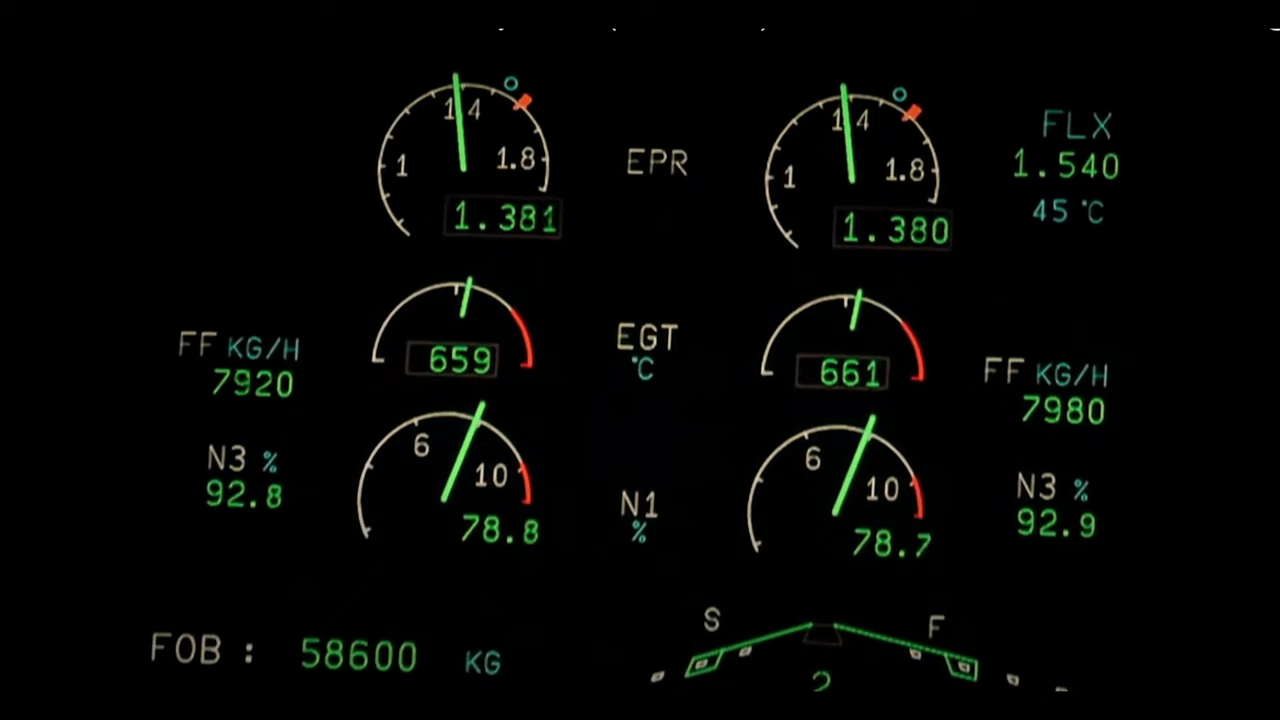 1 4
1
1.8
1.381
EPR
1 4
1
1.8
1.380
FLX
1.540
45 °C
FF KG/H
7920
659
EGT
°C
661
FF KG/H
7980
N3 %
92.8
6
10
78.8
N1
%
6
10
78.7
N3 %
92.9
FOB : 58600 KG
S
F